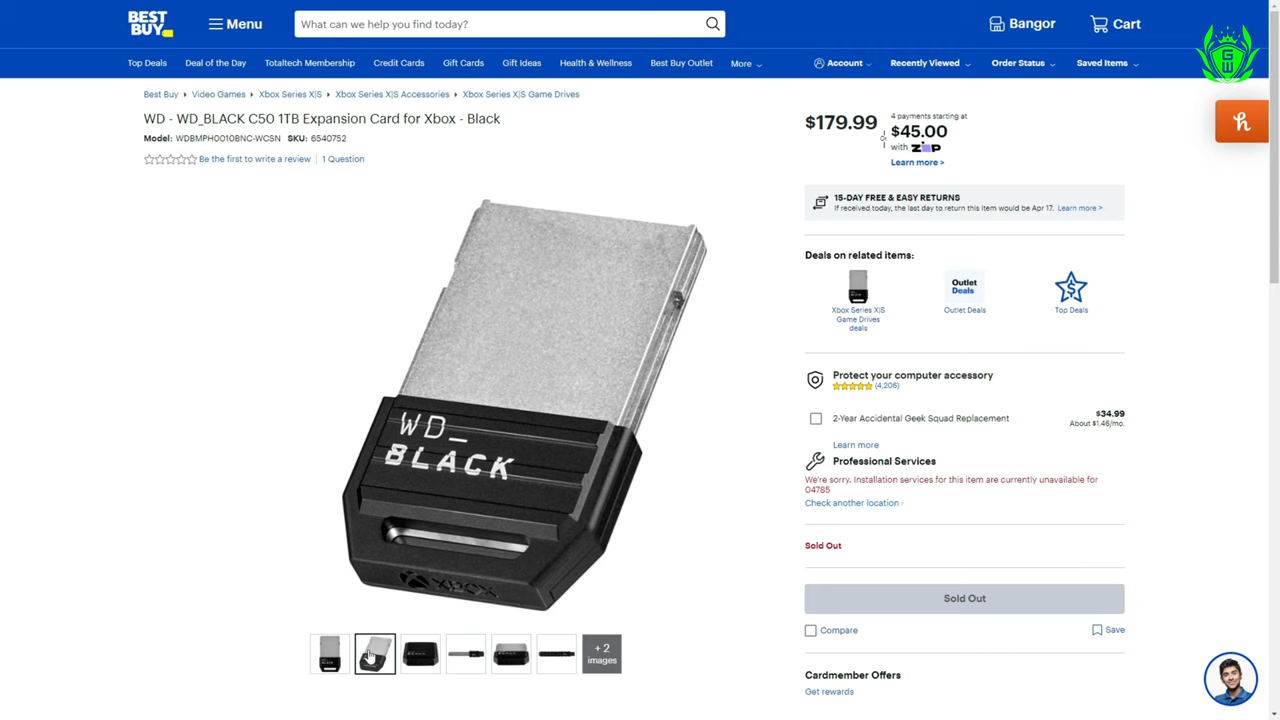 BEST
BUY
Menu
What can we help you find today?
Bangor
Cart
GW
Top Deals
Deal of the Day
Totaltech Membership
Credit Cards
Gift Cards
Gift Ideas
Health & Wellness
Best Buy Outlet
More
Account
Recently Viewed
Order Status
Saved Items
Best Buy
Video Games
Xbox Series X|S
Xbox Series X|S Accessories
Xbox Series X|S Game Drives
WD - WD_BLACK C50 1TB Expansion Card for Xbox - Black
Model: WDBMPH0010BNC-WCSN SKU: 6540752
Be the first to write a review
1 Question
$179.99
4 payments starting at
$45.00
with ZIP
Learn more >
h
15-DAY FREE & EASY RETURNS
If received today, the last day to return this item would be Apr 17. Learn more >
Deals on related items:
Xbox Series X|S
Game Drives
deals
Outlet
Deals
Outlet Deals
Top Deals
Protect your computer accessory
(4,206)
2-Year Accidental Geek Squad Replacement
$34.99
About $1.46/mo.
Learn more
Professional Services
We're sorry. Installation services for this item are currently unavailable for
04785
Check another location ›
Sold Out
Sold Out
Compare
Save
Cardmember Offers
Get rewards
WD_
BLACK
XBOX
+ 2
images